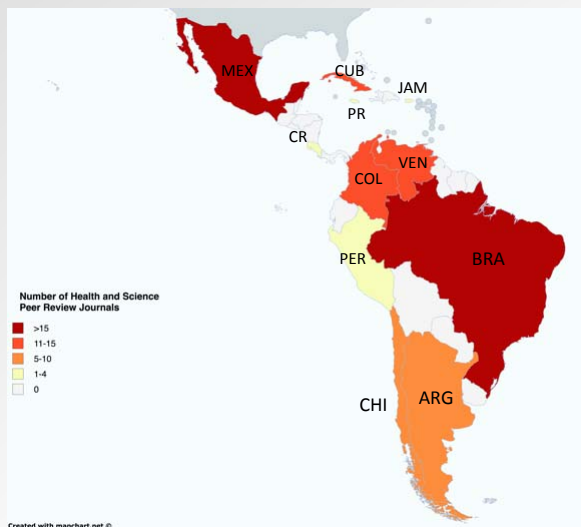 MEX
CUB
JAM
PR
CR
VEN
COL
PER
BRA
CHI
ARG
Number of Health and Science
Peer Review Journals
>15
11-15
5-10
1-4
0
Created with mapchart.net ©